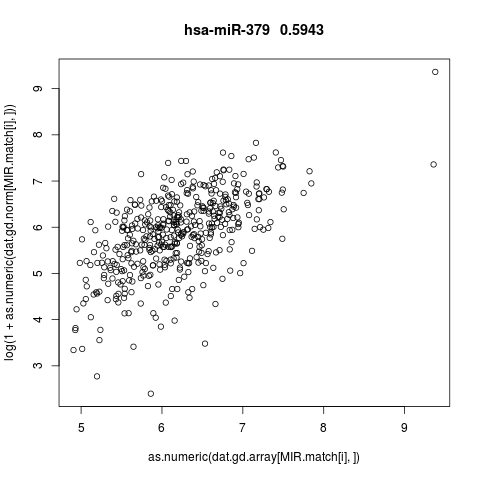 hsa-miR-379 0.5943
log(1 + as.numeric(dat.gd.norm[MIR.match[i], ]))
9
8
7
6
5
4
3
5 6 7 8 9
as.numeric(dat.gd.array[MIR.match[i], ])